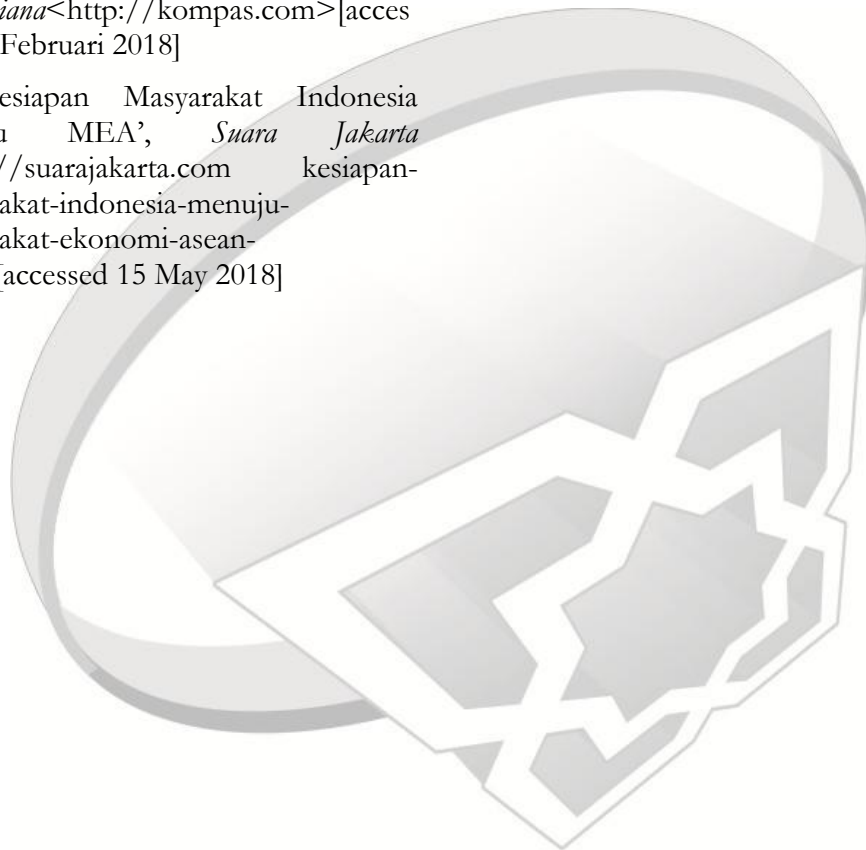 iana<http://kompas.com>[acces
Februari 2018]
esiapan Masyarakat Indonesia
u MEA', Suara Jakarta
//suarajakarta.com kesiapan-
akat-indonesia-menuju-
akat-ekonomi-asean-
[accessed 15 May 2018]